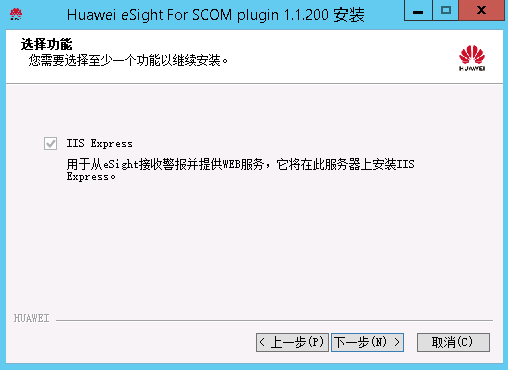 Huawei eSight For SCOM plugin 1.1.200 安装
选择功能
您需要选择至少一个功能以继续安装。
HUAWEI
IIS Express
用于从eSight接收警报并提供WEB服务，它将在此服务器上安装IIS
Express。
HUAWEI
< 上一步(P) 下一步(N) > 取消(C)